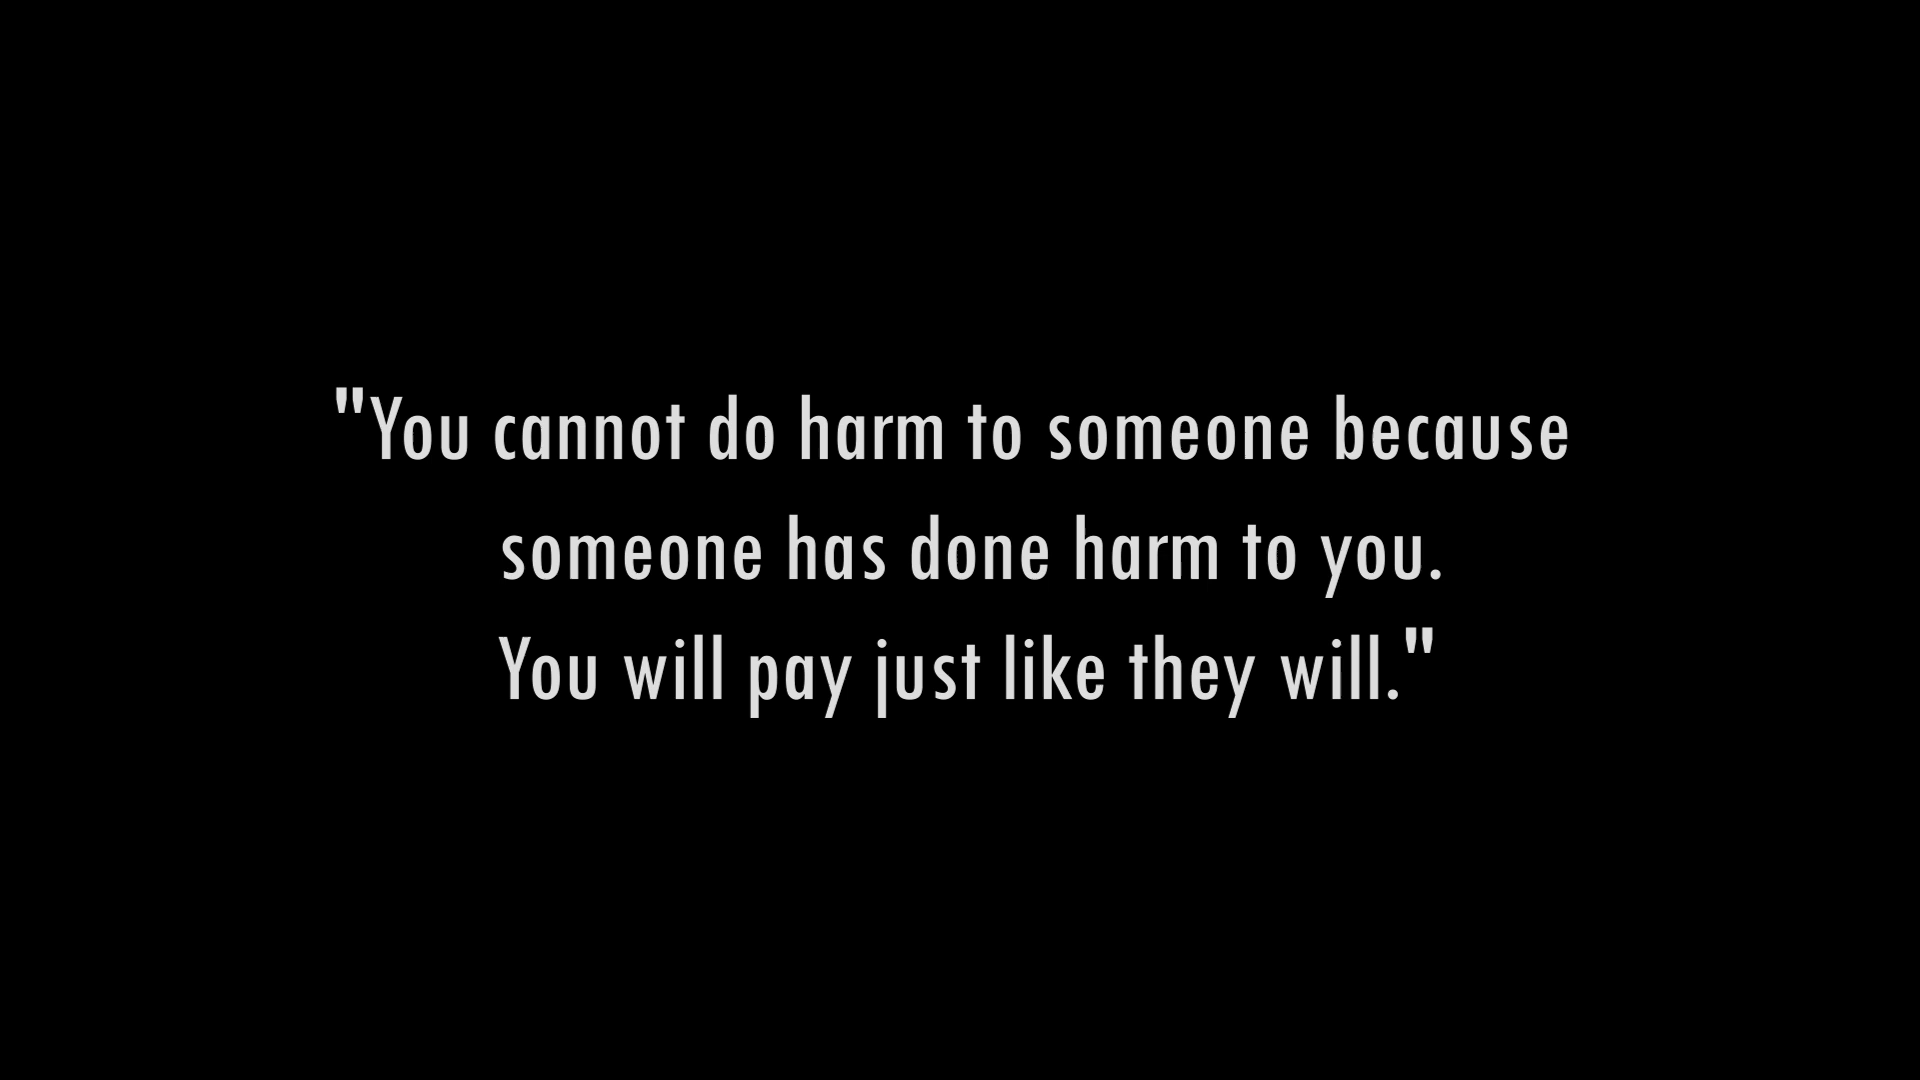 "You cannot do harm to someone because
someone has done harm to you.
You will pay just like they will."